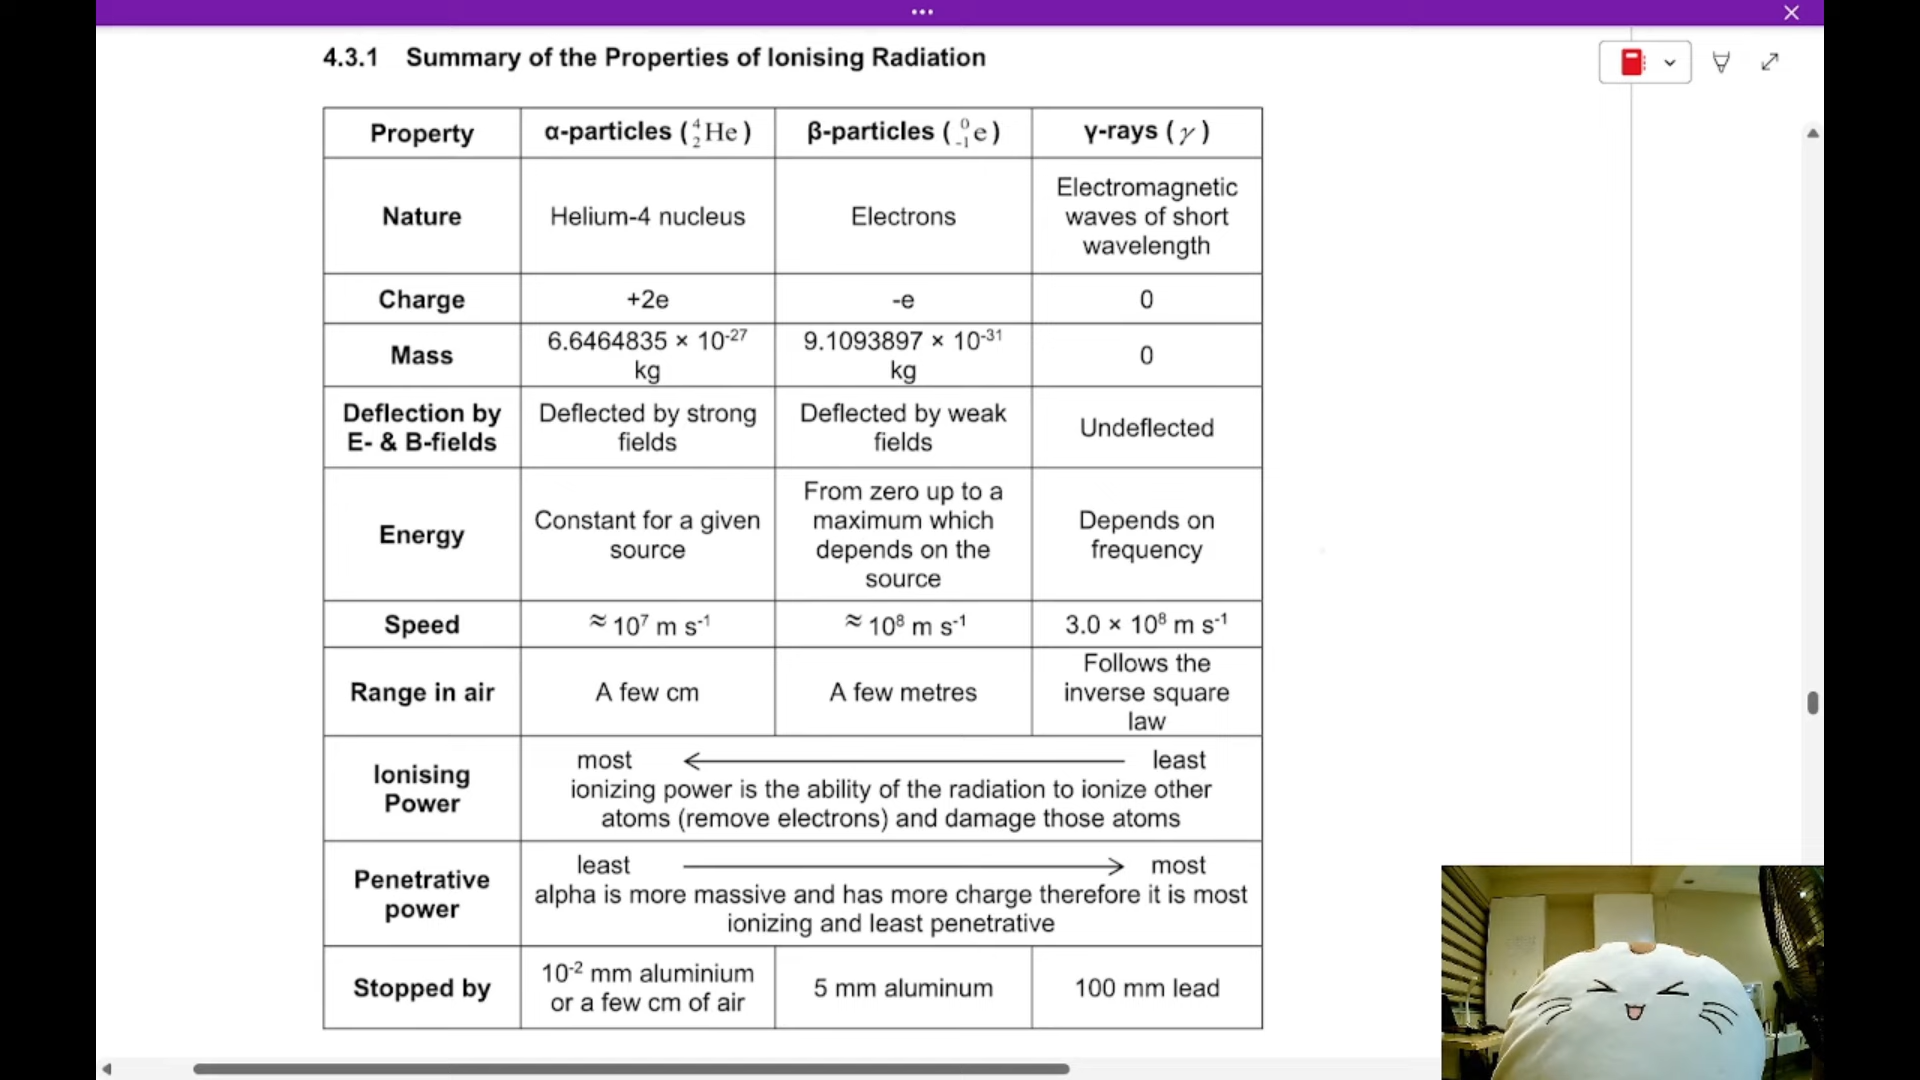 4.3.1 Summary of the Properties of Ionising Radiation
Property
α-particles (⁴₂He)
β-particles (⁰₋₁e)
γ-rays (γ)
Nature
Helium-4 nucleus
Electrons
Electromagnetic
waves of short
wavelength
Charge
+2e
-e
0
Mass
6.6464835 × 10⁻²⁷
kg
9.1093897 × 10⁻³¹
kg
0
Deflection by
E- & B-fields
Deflected by strong
fields
Deflected by weak
fields
Undeflected
Energy
Constant for a given
source
From zero up to a
maximum which
depends on the
source
Depends on
frequency
Speed
≈ 10⁷ m s⁻¹
≈ 10⁸ m s⁻¹
3.0 × 10⁸ m s⁻¹
Range in air
A few cm
A few metres
Follows the
inverse square
law
Ionising
Power
most ← least
ionizing power is the ability of the radiation to ionize other
atoms (remove electrons) and damage those atoms
Penetrative
power
least → most
alpha is more massive and has more charge therefore it is most
ionizing and least penetrative
Stopped by
10⁻² mm aluminium
or a few cm of air
5 mm aluminum
100 mm lead